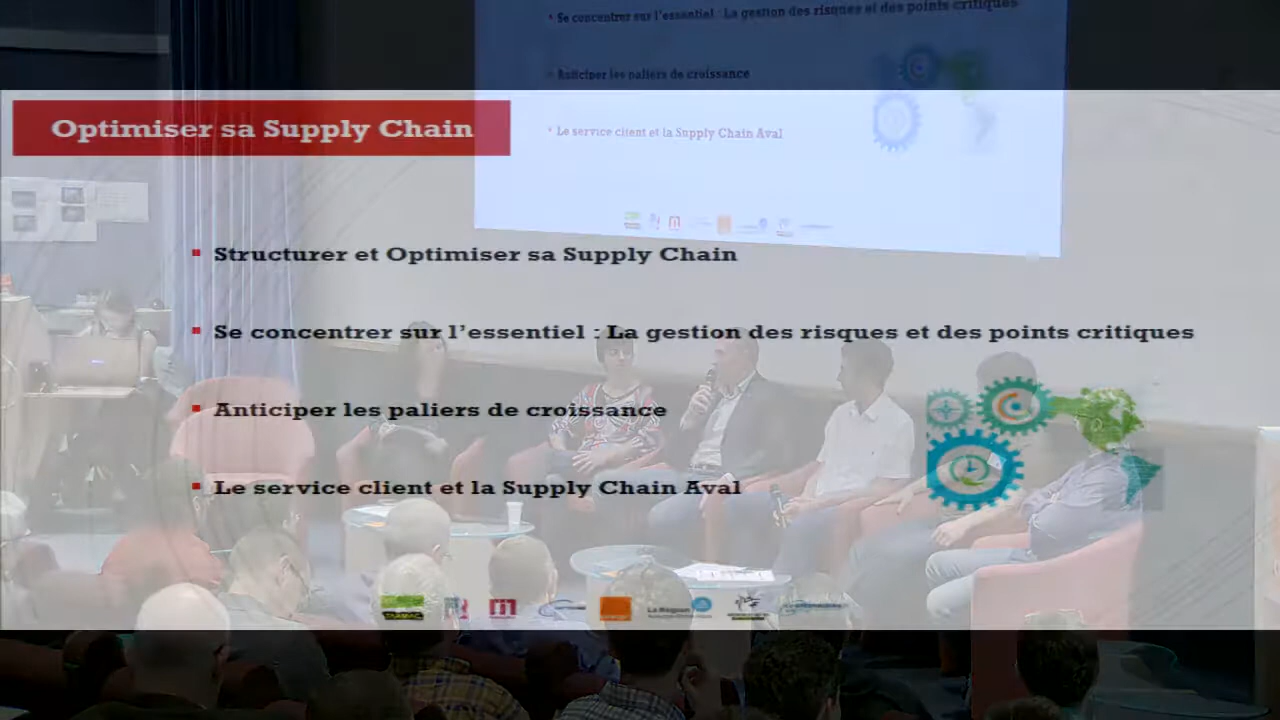 Se concentrer sur l'essentiel : La gestion des risques et des points critiques
Anticiper les paliers de croissance
Le service client et la Supply Chain Aval
Optimiser sa Supply Chain
Structurer et Optimiser sa Supply Chain
Se concentrer sur l’essentiel : La gestion des risques et des points critiques
Anticiper les paliers de croissance
Le service client et la Supply Chain Aval
La Région